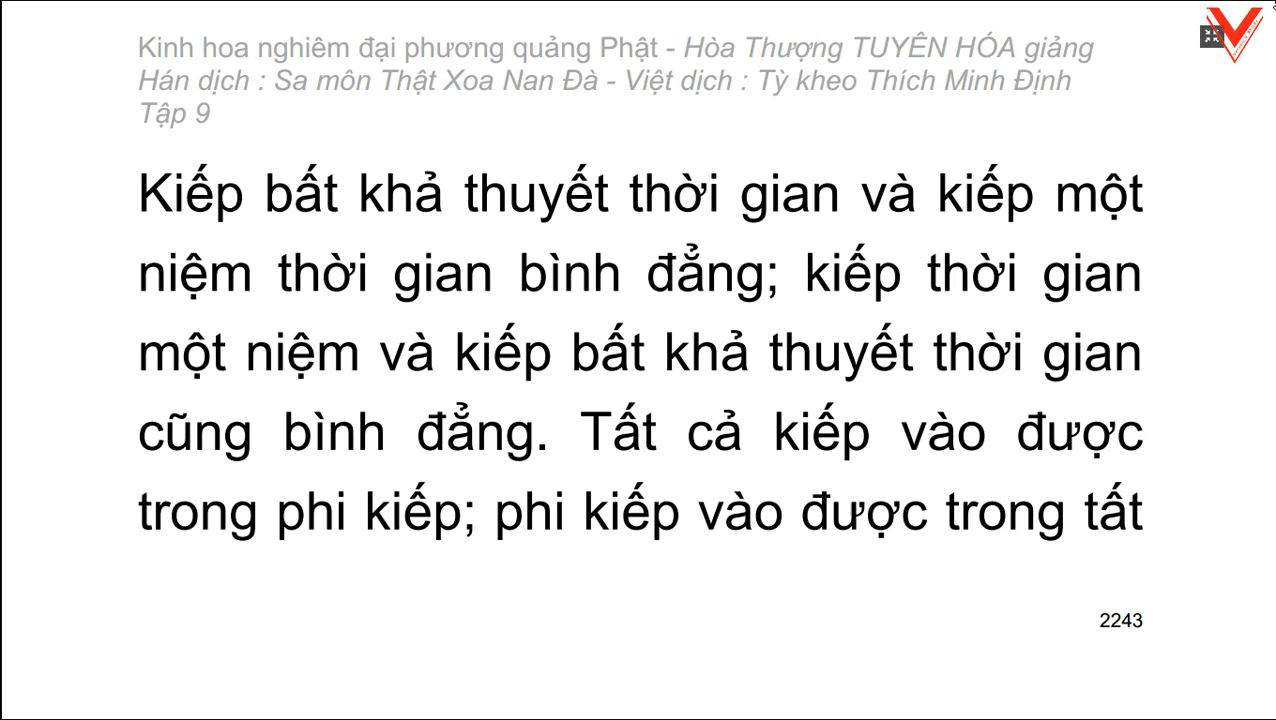 Kinh hoa nghiêm đại phương quảng Phật - Hòa Thượng TUYÊN HÓA giảng
Hán dịch : Sa môn Thật Xoa Nan Đà - Việt dịch : Tỳ kheo Thích Minh Định
Tập 9
Kiếp bất khả thuyết thời gian và kiếp một
niệm thời gian bình đẳng; kiếp thời gian
một niệm và kiếp bất khả thuyết thời gian
cũng bình đẳng. Tất cả kiếp vào được
trong phi kiếp; phi kiếp vào được trong tất
2243